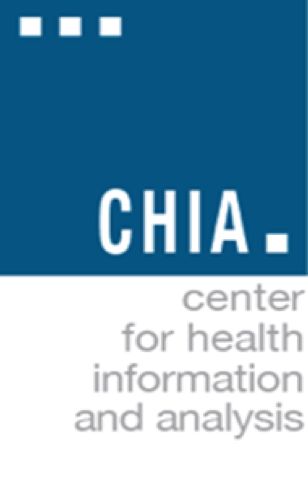 CHIA.
center
for health
information
and analysis